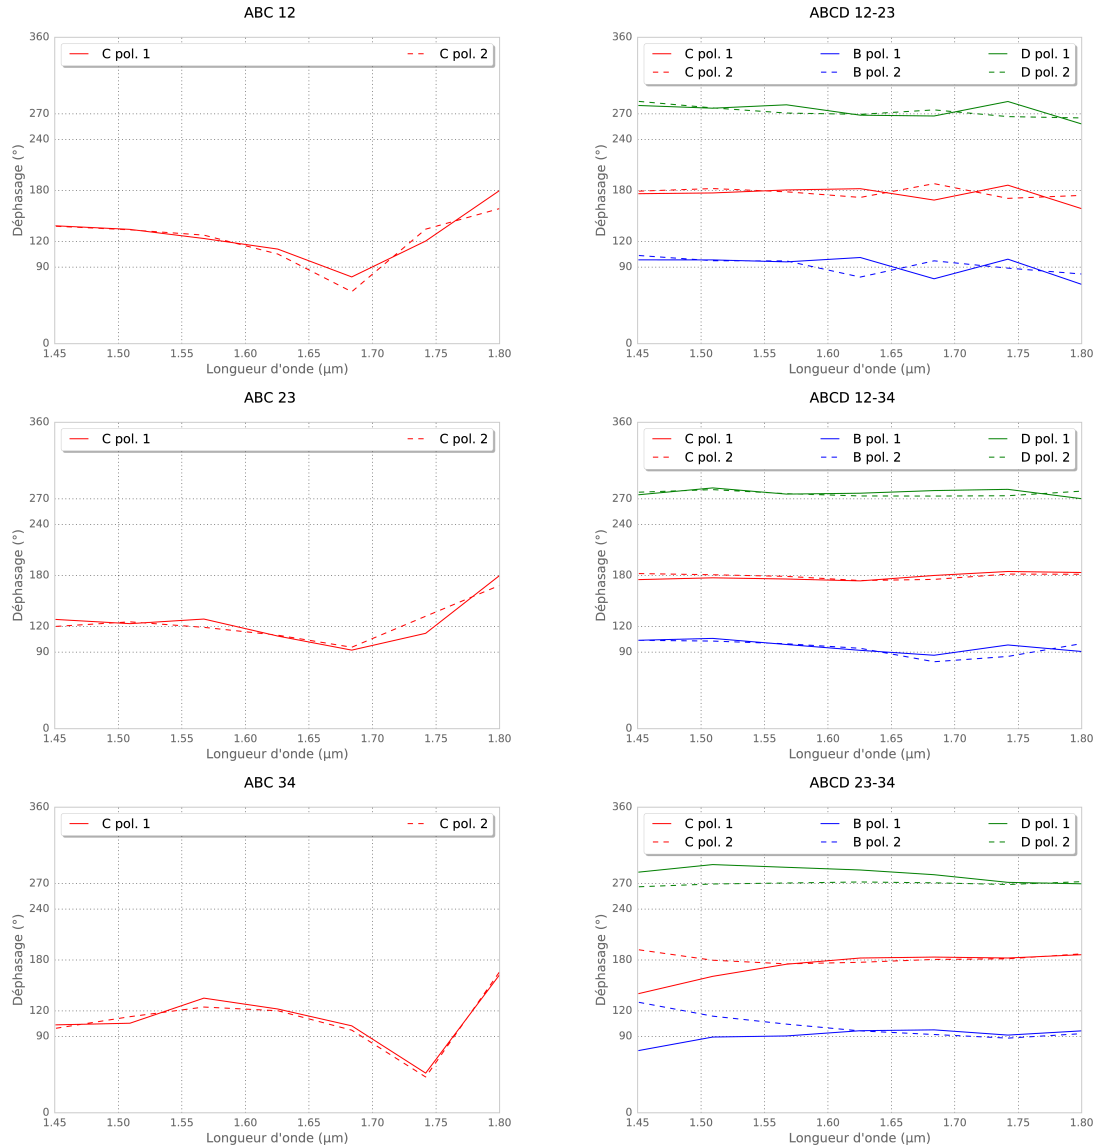 ABC 12
360
C pol. 1 C pol. 2
270
240
180
120
90
0
Déphasage (°)
1.45 1.50 1.55 1.60 1.65 1.70 1.75 1.80
Longueur d'onde (µm)
ABCD 12-23
360
C pol. 1 B pol. 1 D pol. 1
C pol. 2 B pol. 2 D pol. 2
270
240
180
120
90
0
Déphasage (°)
1.45 1.50 1.55 1.60 1.65 1.70 1.75 1.80
Longueur d'onde (µm)
ABC 23
360
C pol. 1 C pol. 2
270
240
180
120
90
0
Déphasage (°)
1.45 1.50 1.55 1.60 1.65 1.70 1.75 1.80
Longueur d'onde (µm)
ABCD 12-34
360
C pol. 1 B pol. 1 D pol. 1
C pol. 2 B pol. 2 D pol. 2
270
240
180
120
90
0
Déphasage (°)
1.45 1.50 1.55 1.60 1.65 1.70 1.75 1.80
Longueur d'onde (µm)
ABC 34
360
C pol. 1 C pol. 2
270
240
180
120
90
0
Déphasage (°)
1.45 1.50 1.55 1.60 1.65 1.70 1.75 1.80
Longueur d'onde (µm)
ABCD 23-34
360
C pol. 1 B pol. 1 D pol. 1
C pol. 2 B pol. 2 D pol. 2
270
240
180
120
90
0
Déphasage (°)
1.45 1.50 1.55 1.60 1.65 1.70 1.75 1.80
Longueur d'onde (µm)